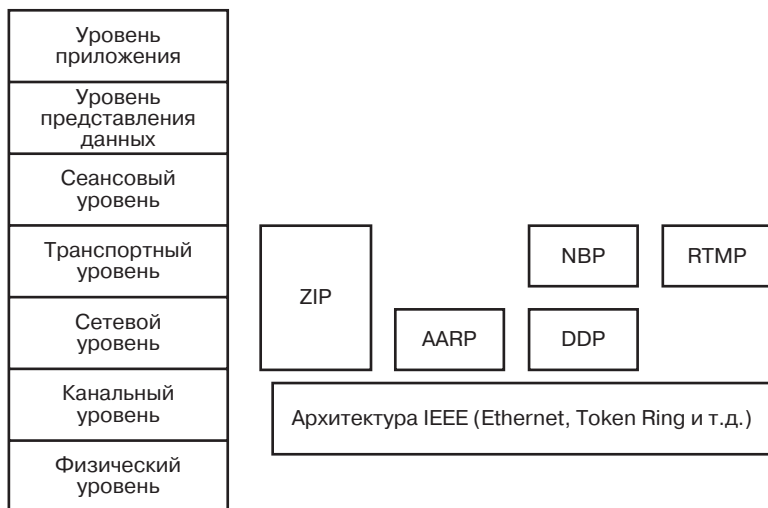 Уровень
приложения
Уровень
представления
данных
Сеансовый
уровень
Транспортный
уровень
Сетевой
уровень
Канальный
уровень
Физический
уровень
ZIP
NBP
RTMP
AARP
DDP
Архитектура IEEE (Ethernet, Token Ring и т.д.)